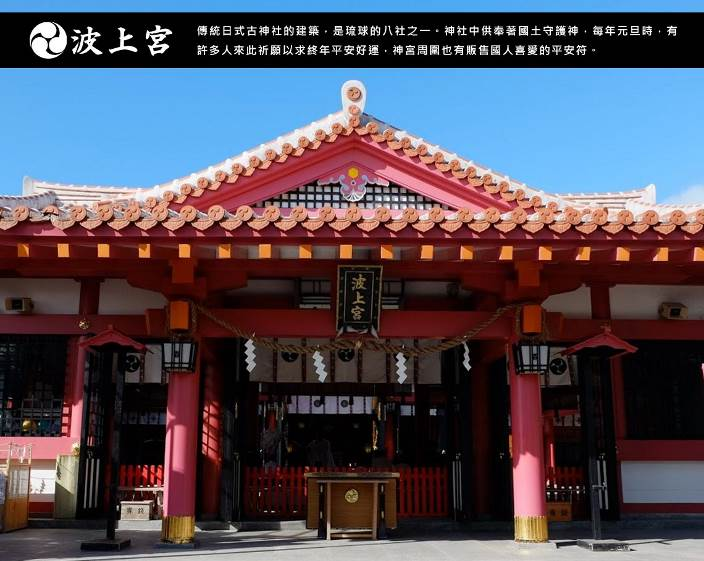 波上宮
傳統日式古神社的建築，是琉球的八社之一。神社中供奉著國土守護神，每年元旦時，有
許多人來此祈願以求終年平安好運，神宮周圍也有販售國人喜愛的平安符。
波上宮